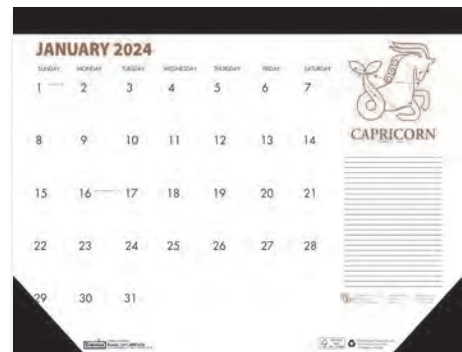 JANUARY 2024
SUNDAY MONDAY TUESDAY WEDNESDAY THURSDAY FRIDAY SATURDAY
1 2 3 4 5 6 7
8 9 10 11 12 13 14
CAPRICORN
15 16 17 18 19 20 21
22 23 24 25 26 27 28
29 30 31